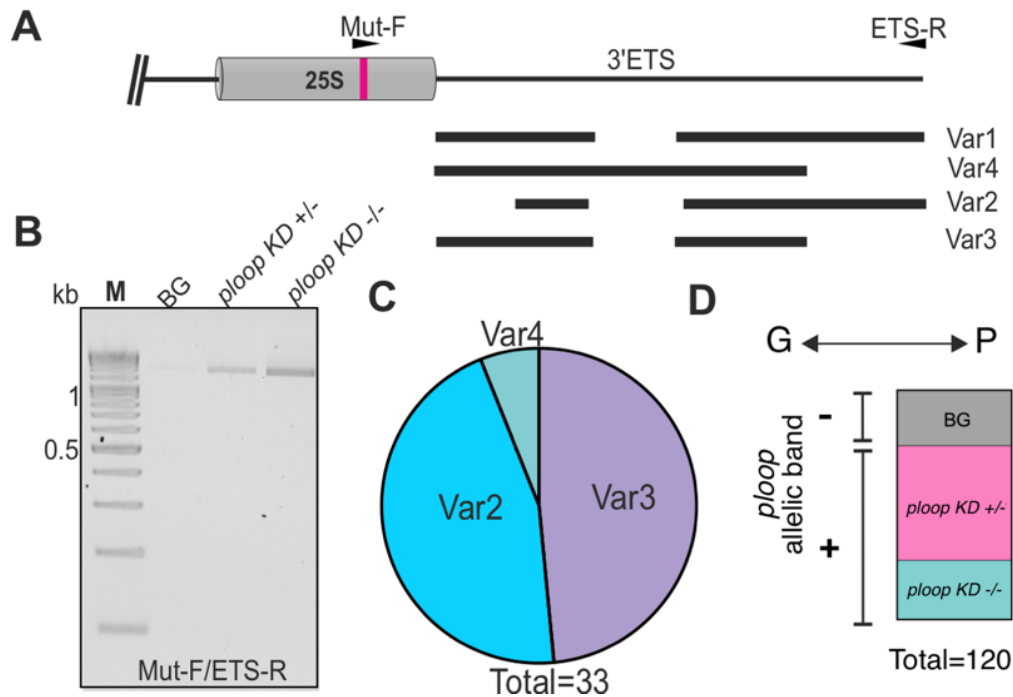 A
Mut-F
ETS-R
25S
3'ETS
Var1
Var4
Var2
Var3
B
kb
M
BG
ploop KD +/-
ploop KD -/-
1
0.5
Mut-F/ETS-R
C
Var4
Var2
Var3
Total=33
D
G
P
ploop
allelic band
-
+
BG
ploop KD +/-
ploop KD -/-
Total=120